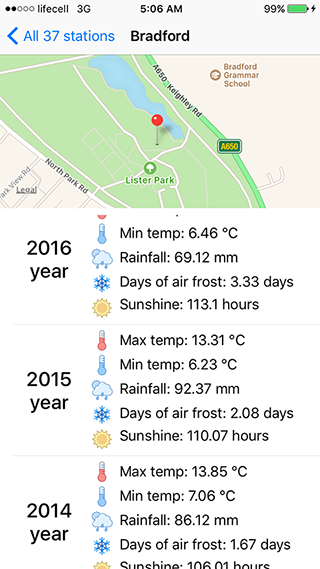 lifecell 3G 5:06 AM 99%
All 37 stations Bradford
A650 Keighley Rd
Bradford
Grammar
School
A650
Lister Park
North Park Rd
Park View Rd
Legal
2016
year
Min temp: 6.46 °C
Rainfall: 69.12 mm
Days of air frost: 3.33 days
Sunshine: 113.1 hours
2015
year
Max temp: 13.31 °C
Min temp: 6.23 °C
Rainfall: 92.37 mm
Days of air frost: 2.08 days
Sunshine: 110.07 hours
2014
year
Max temp: 13.85 °C
Min temp: 7.06 °C
Rainfall: 86.12 mm
Days of air frost: 1.67 days
Sunshine: 106.01 hours